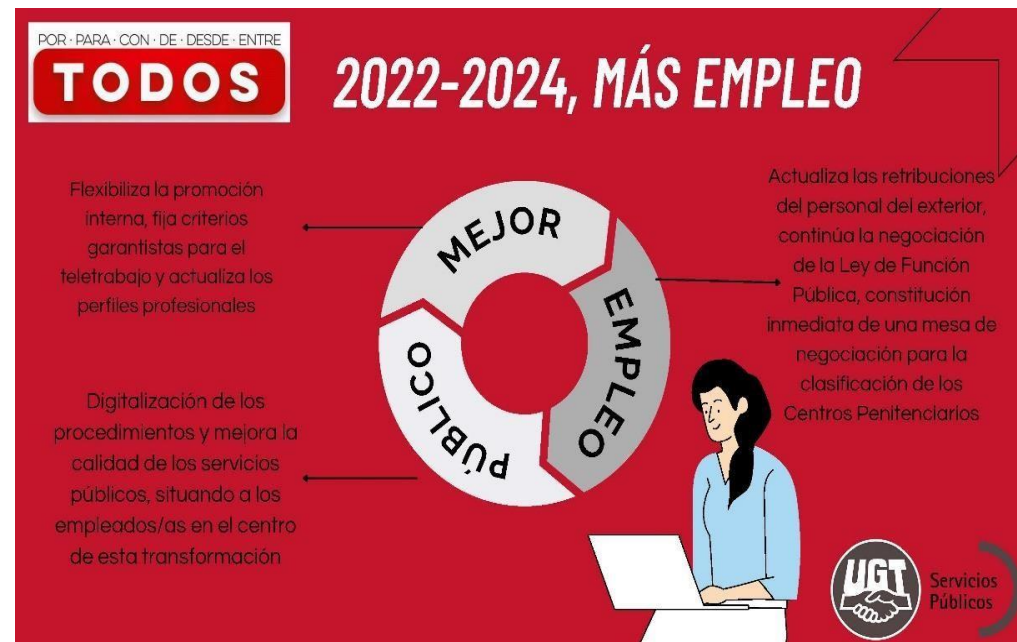 POR · PARA · CON · DE · DESDE · ENTRE
TODOS
2022-2024, MÁS EMPLEO
Flexibiliza la promoción
interna, fija criterios
garantistas para el
teletrabajo y actualiza los
perfiles profesionales
Digitalización de los
procedimientos y mejora la
calidad de los servicios
públicos, situando a los
empleados/as en el centro
de esta transformación
MEJOR
EMPLEO
PÚBLICO
Actualiza las retribuciones
del personal del exterior,
continúa la negociación
de la Ley de Función
Pública, constitución
inmediata de una mesa de
negociación para la
clasificación de los
Centros Penitenciarios
UGT
Servicios
Públicos